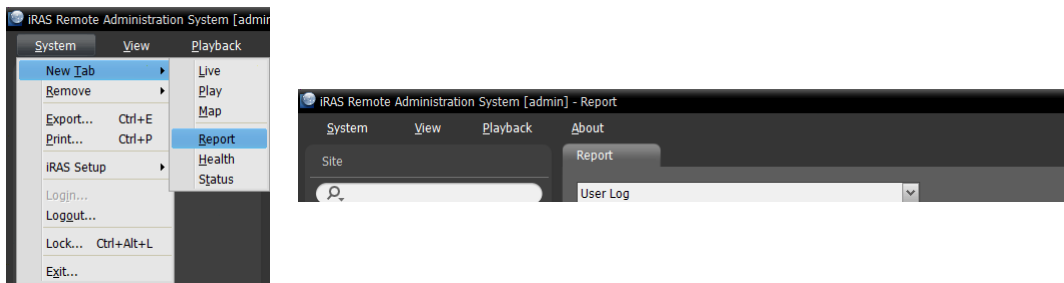 iRAS Remote Administration System [admin
System View Playback
New Tab Live
Remove Play
Map
Export... Ctrl+E
Print... Ctrl+P Report
Health
iRAS Setup Status
Login...
Logout...
Lock... Ctrl+Alt+L
Exit...
iRAS Remote Administration System [admin] - Report
System View Playback About
Site Report
User Log